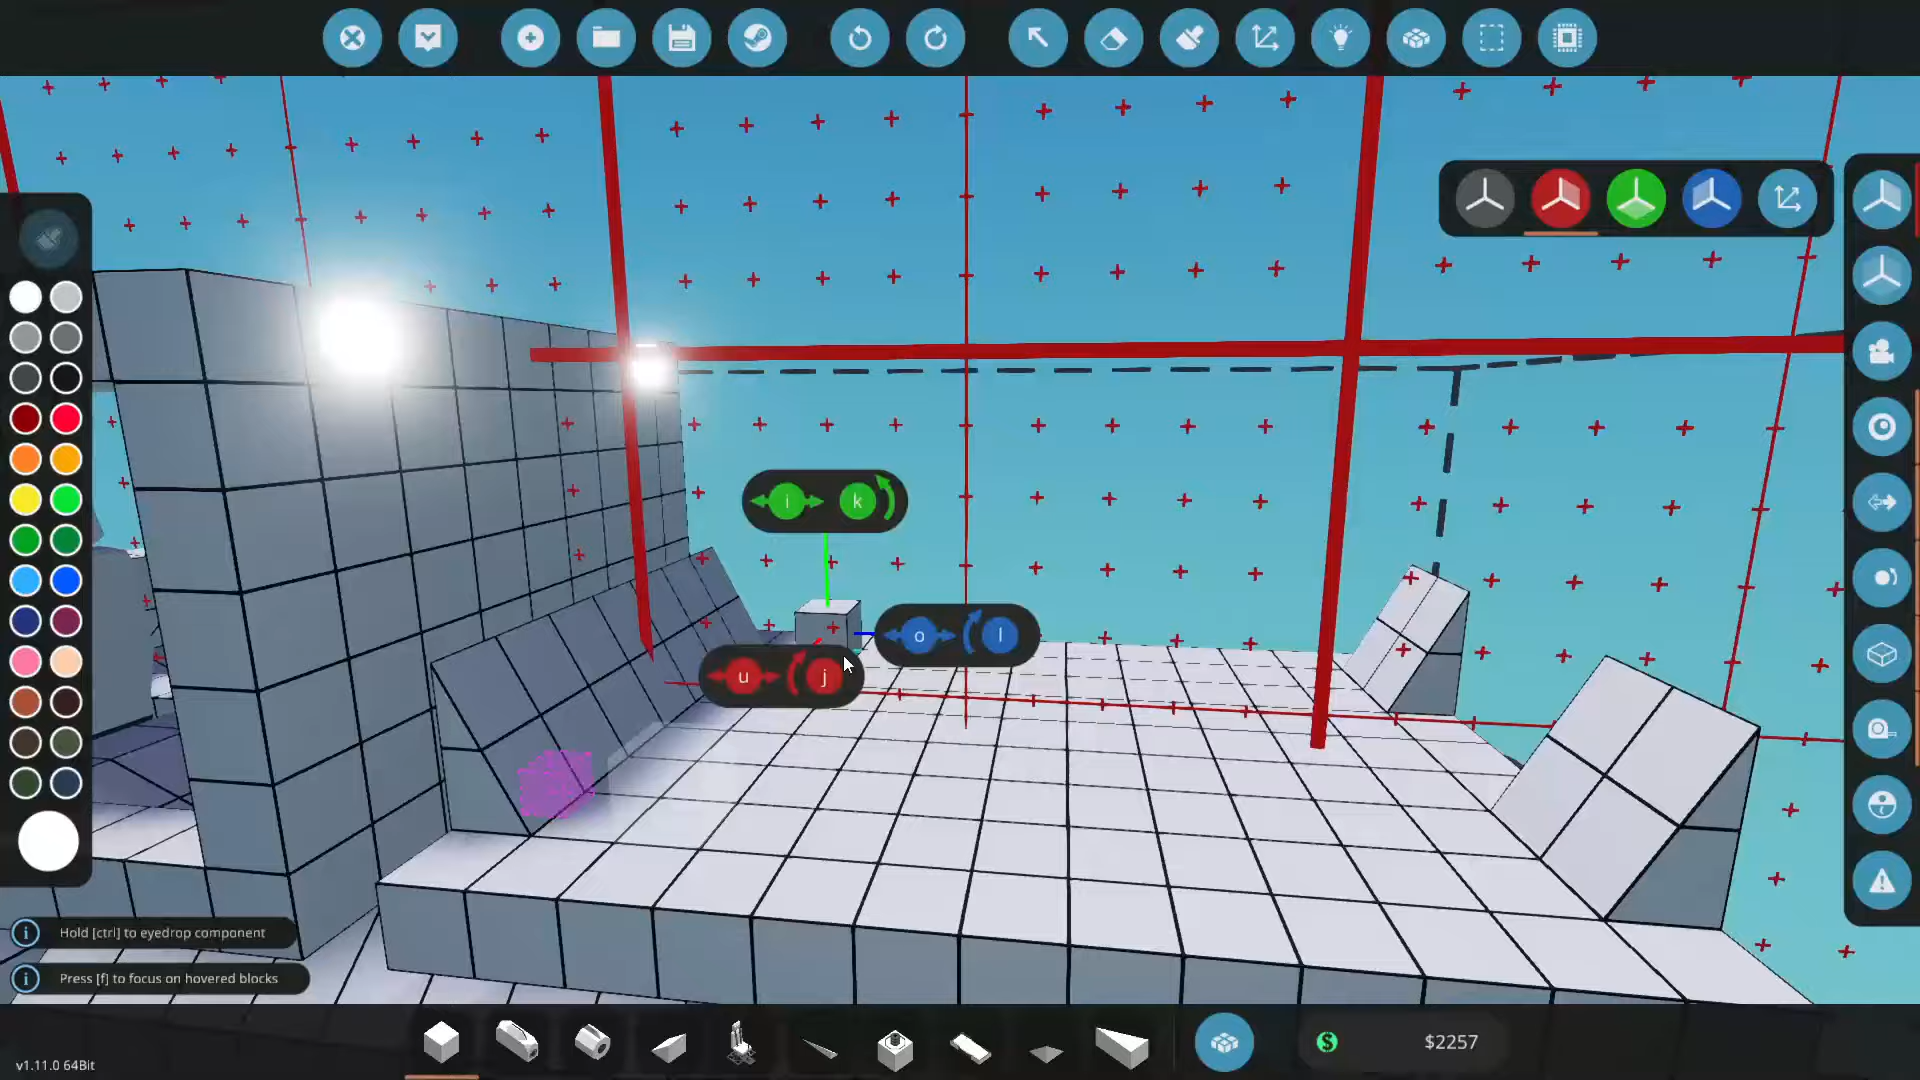 i k
o l
u j
Hold [ctrl] to eyedrop component
Press [f] to focus on hovered blocks
$ $2257
v1.11.0 64Bit